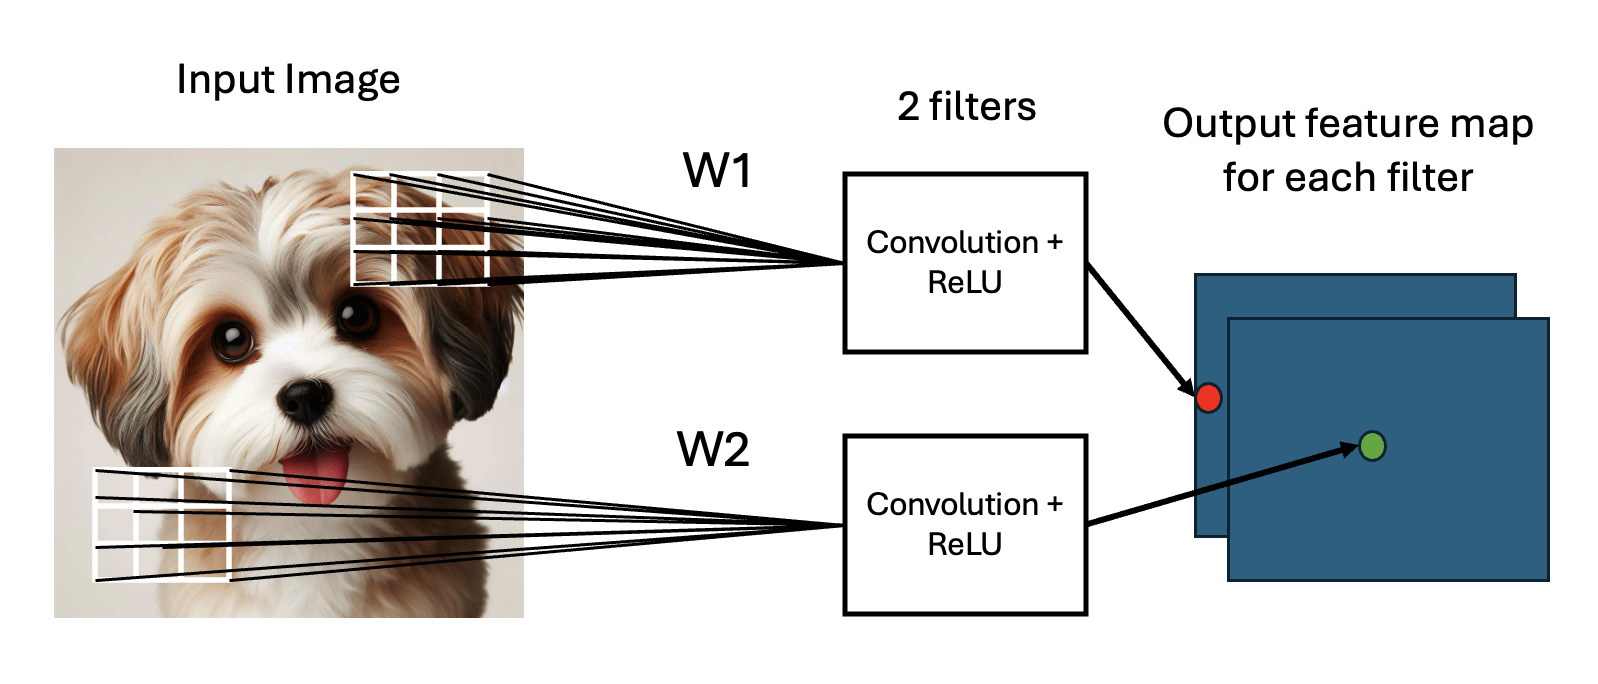 Input Image
W1
2 filters
Convolution +
ReLU
Output feature map
for each filter
W2
Convolution +
ReLU